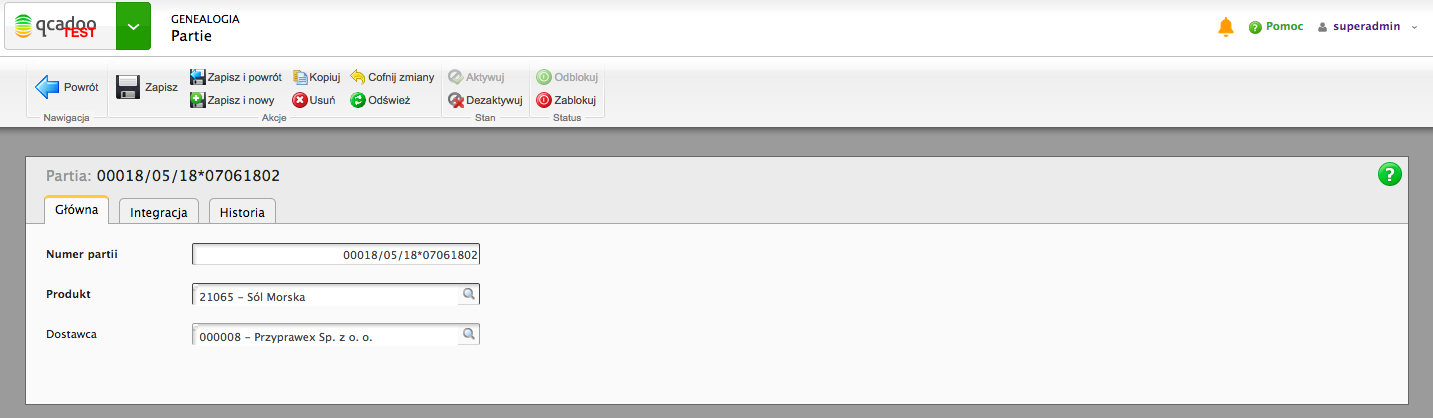 qcadoo
TEST
GENEALOGIA
Partie
Pomoc
superadmin
Powrót
Nawigacja
Zapisz
Zapisz i powrót
Kopiuj
Cofnij zmiany
Zapisz i nowy
Usuń
Odśwież
Akcje
Aktywuj
Dezaktywuj
Stan
Odblokuj
Zablokuj
Status
Partia: 00018/05/18*07061802
Główna
Integracja
Historia
Numer partii
00018/05/18*07061802
Produkt
21065 - Sól Morska
Dostawca
000008 - Przyprawex Sp. z o. o.